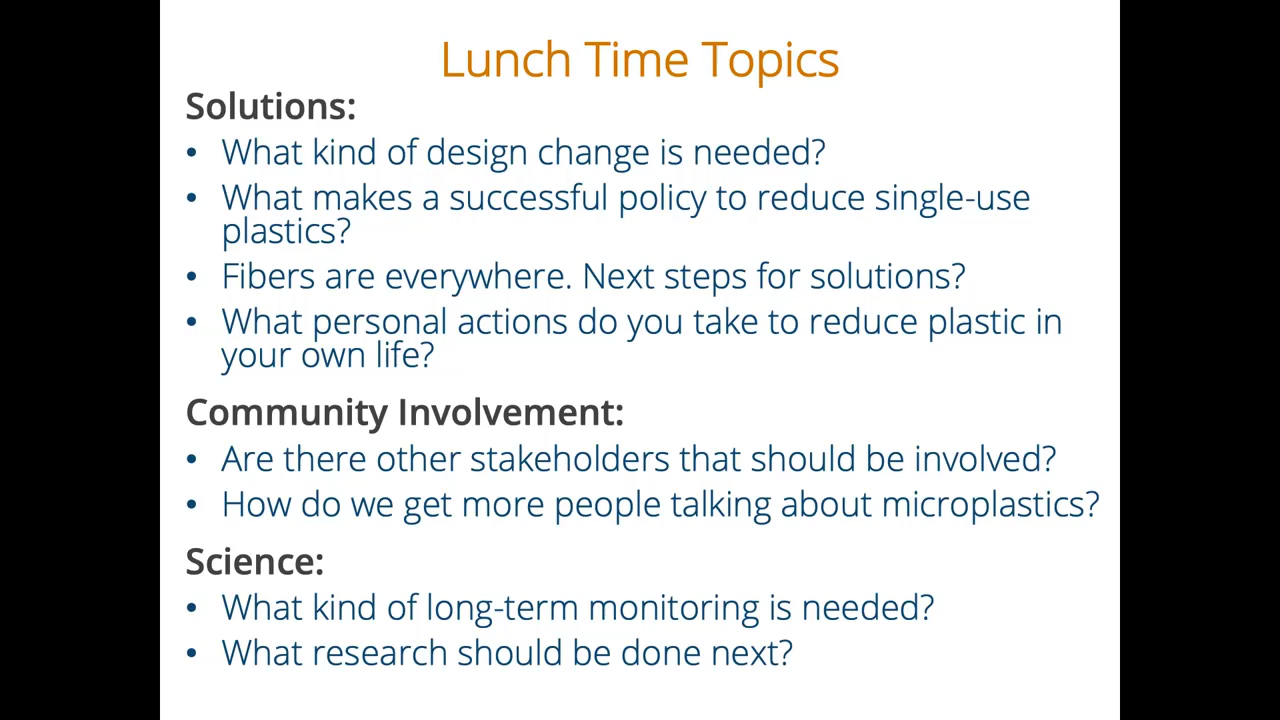 Lunch Time Topics
Solutions:
• What kind of design change is needed?
• What makes a successful policy to reduce single-use
plastics?
• Fibers are everywhere. Next steps for solutions?
• What personal actions do you take to reduce plastic in
your own life?
Community Involvement:
• Are there other stakeholders that should be involved?
• How do we get more people talking about microplastics?
Science:
• What kind of long-term monitoring is needed?
• What research should be done next?